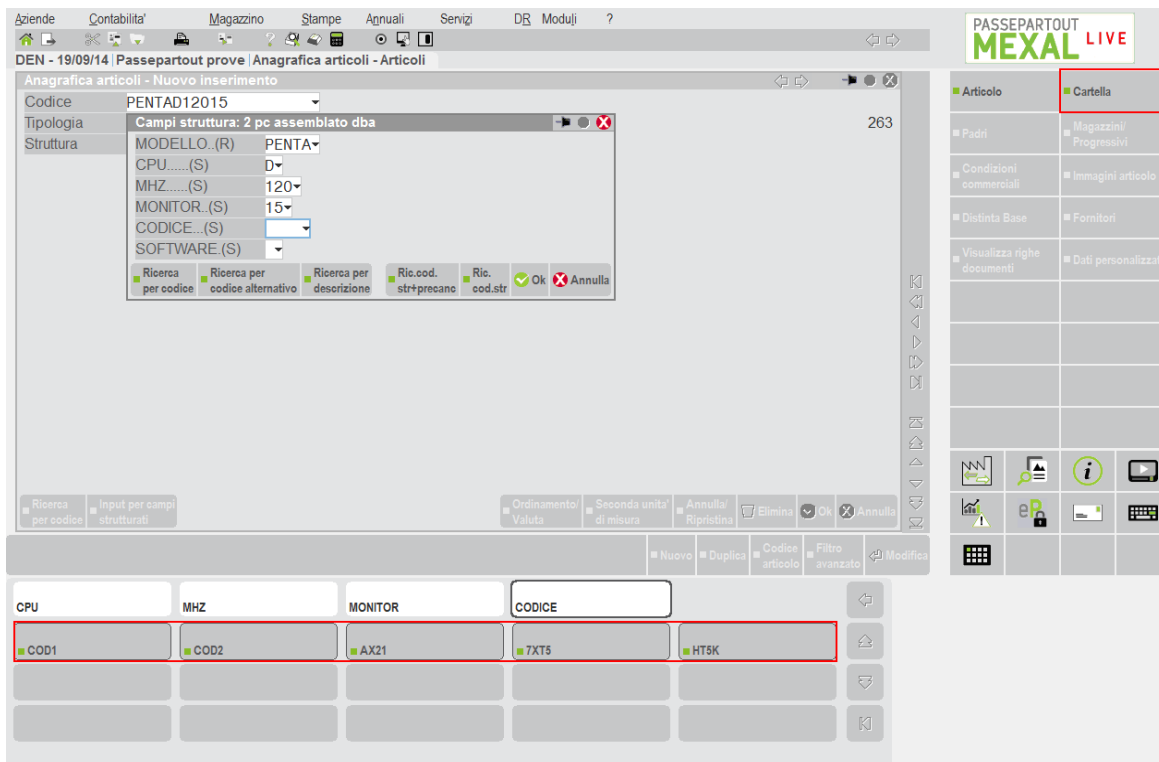 Aziende Contabilita' Magazzino Stampe Annuali Servizi DR Moduli ?
DEN - 19/09/14 Passepartout prove Anagrafica articoli - Articoli
PASSEPARTOUT
MEXAL LIVE
Anagrafica articoli - Nuovo inserimento
Codice PENTAD12015
Tipologia 263
Struttura
Campi struttura: 2 pc assemblato dba
MODELLO..(R) PENTA
CPU......(S) D
MHZ......(S) 120
MONITOR..(S) 15
CODICE...(S)
SOFTWARE.(S)
Ricerca per codice
Ricerca per codice alternativo
Ricerca per descrizione
Ric.cod. str+precanc
Ric. cod.str
Ok
Annulla
Ricerca per codice
Input per campi strutturati
Ordinamento/ Valuta
Seconda unita' di misura
Annulla/ Ripristina
Elimina
Ok
Annulla
Nuovo
Duplica
Codice articolo
Filtro avanzato
Modifica
Articolo
Cartella
Padri
Magazzini/ Progressivi
Condizioni commerciali
Immagini articolo
Distinta Base
Fornitori
Visualizza righe documenti
Dati personalizzat
CPU MHZ MONITOR CODICE
COD1 COD2 AX21 7XT5 HT5K